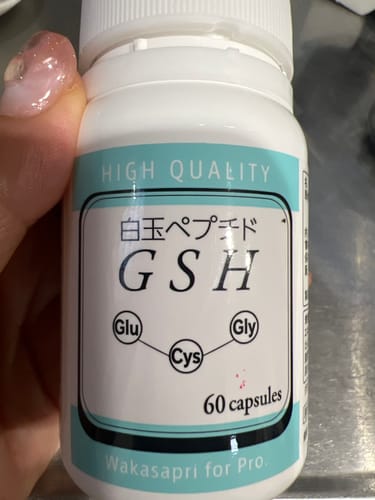 HIGH QUALITY
白玉ペプチド
GSH
Glu
Gly
Cys
60 capsules
Wakasapri for Pro.